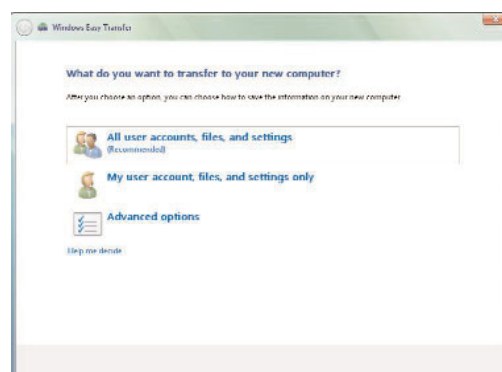 Windows Easy Transfer
What do you want to transfer to your new computer?
After you choose an option, you can choose how to save the information on your new computer
All user accounts, files, and settings
(Recommended)
My user account, files, and settings only
Advanced options
Help me decide